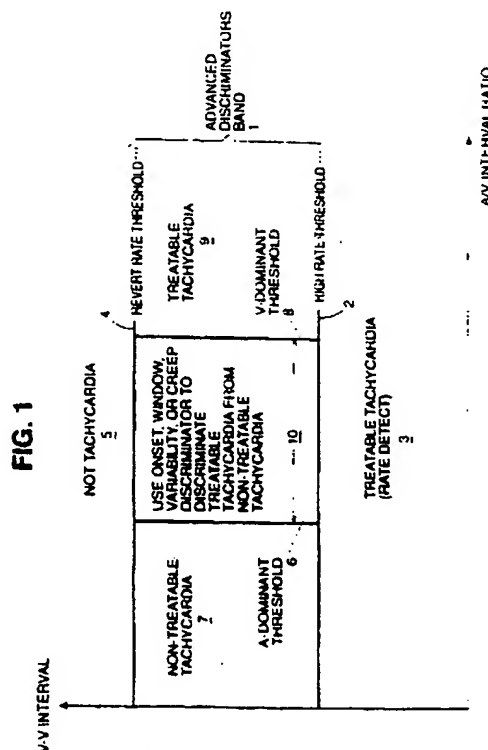 FIG. 1
V-V INTERVAL
NOT TACHYCARDIA
5
4
REVERT RATE THRESHOLD
NON-TREATABLE
TACHYCARDIA
7
A-DOMINANT
THRESHOLD
6
USE ONSET, WINDOW,
VARIABILITY, OR CREEP
DISCRIMINATOR TO
DISCRIMINATE
TREATABLE
TACHYCARDIA FROM
NON-TREATABLE
TACHYCARDIA
10
TREATABLE
TACHYCARDIA
9
V-DOMINANT
THRESHOLD
8
ADVANCED
DISCRIMINATORS
BAND
1
HIGH RATE THRESHOLD
2
TREATABLE TACHYCARDIA
(RATE DETECT)
3
A/V INTERVAL RATIO